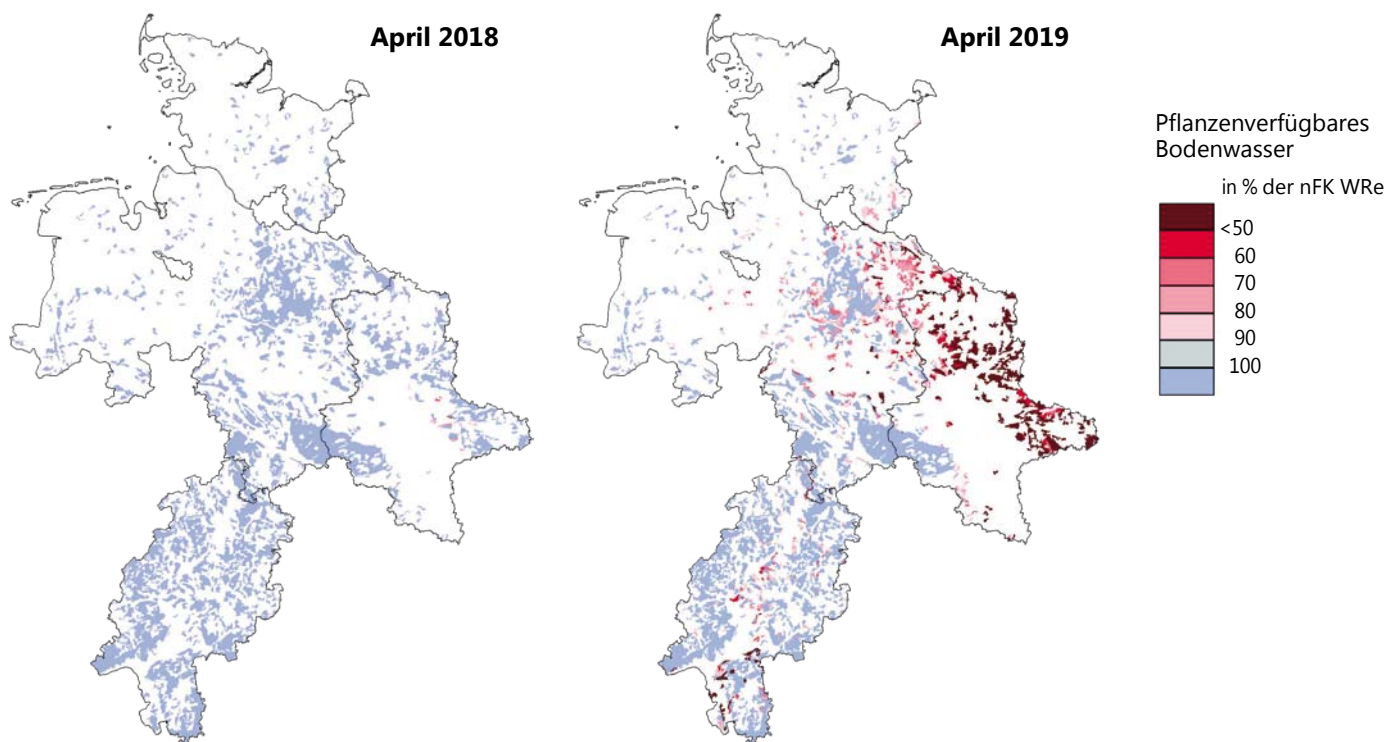 April 2018
April 2019
Pflanzenverfügbares
Bodenwasser
in % der nFK WRe
<50
60
70
80
90
100